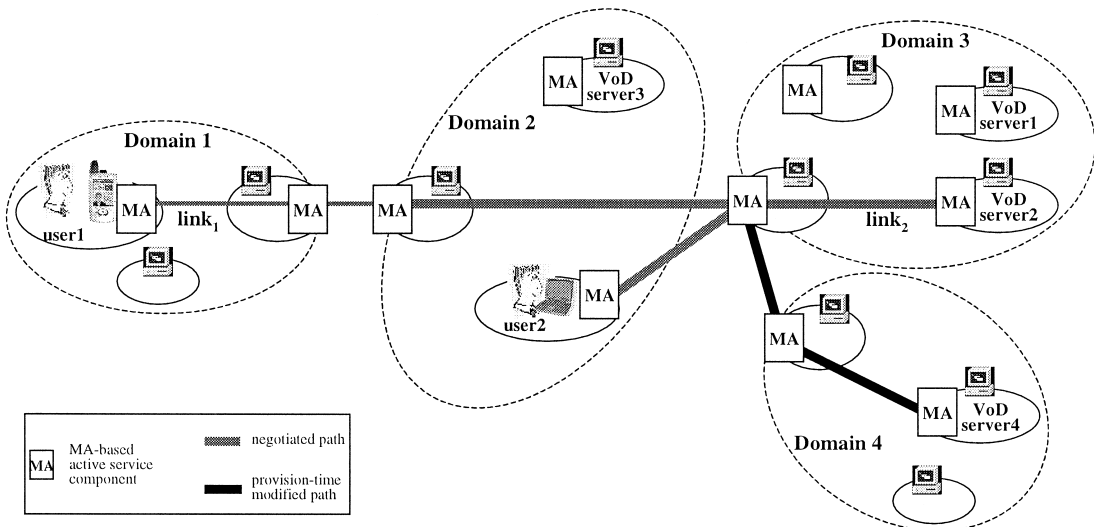 Domain 1
user1
MA
link1
MA
Domain 2
MA
VoD
server3
MA
MA
user2
MA
Domain 3
MA
MA
VoD
server1
MA
link2
MA
VoD
server2
MA
MA
VoD
server4
Domain 4
MA
MA-based
active service
component
negotiated path
provision-time
modified path